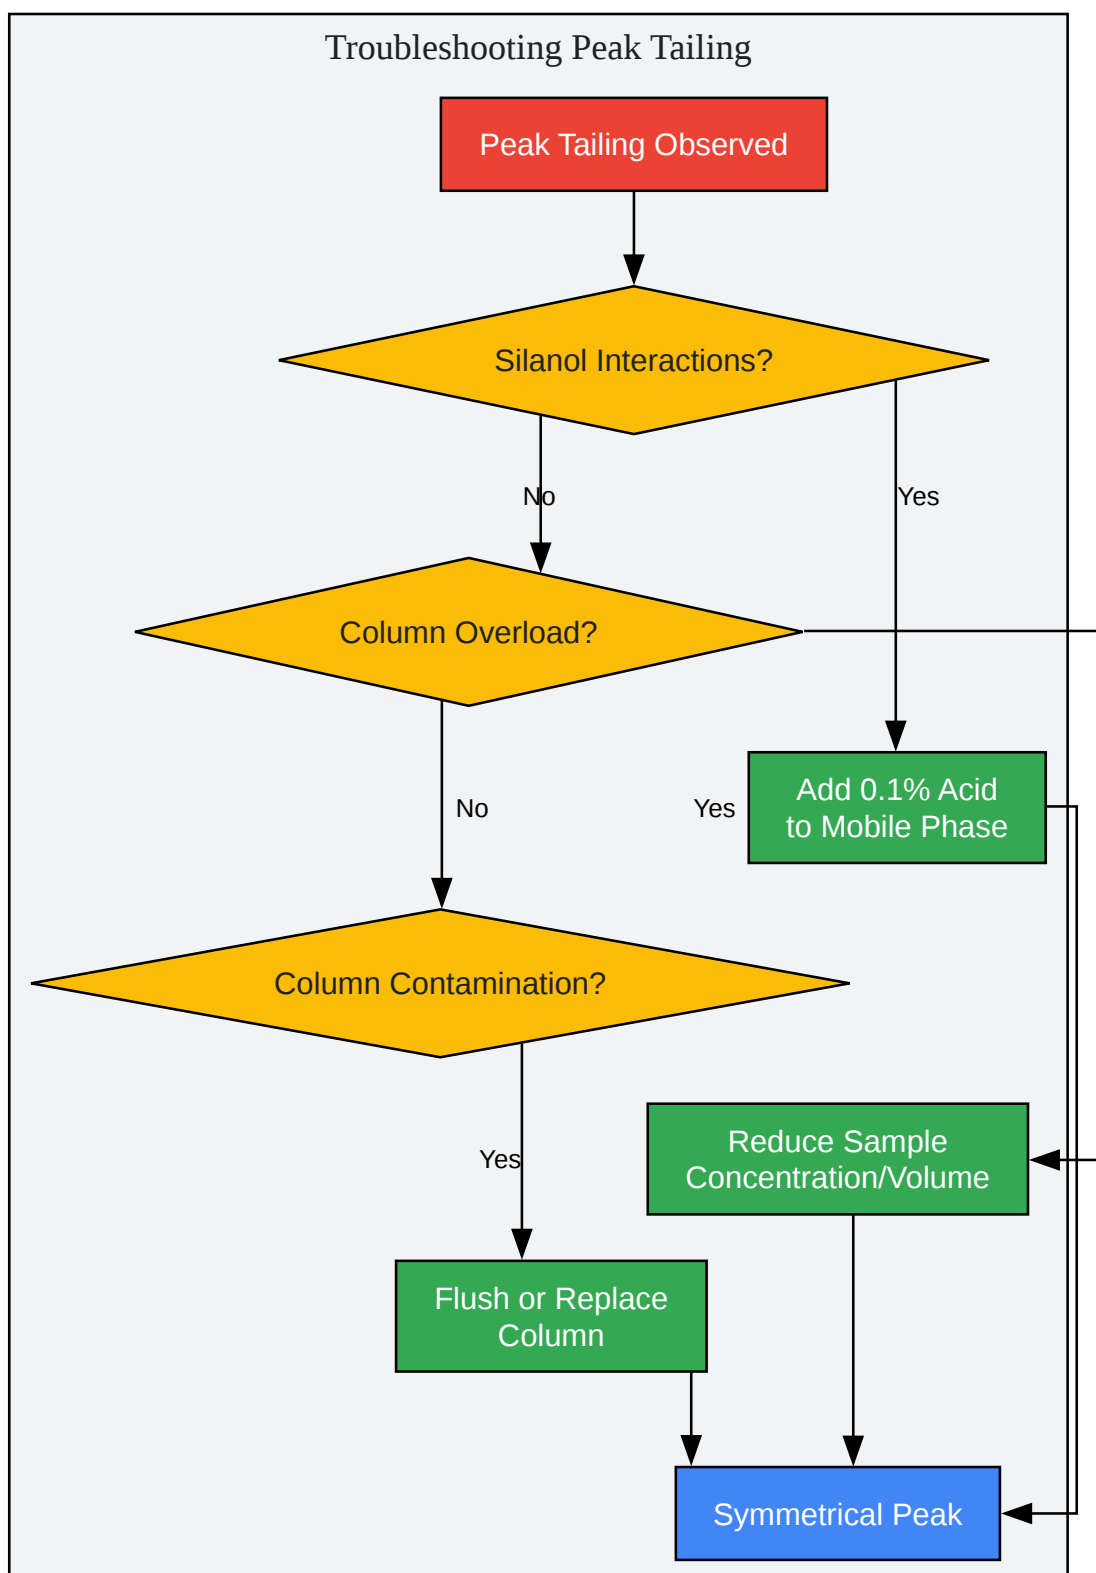 Troubleshooting Peak Tailing
Peak Tailing Observed
Silanol Interactions?
No
Yes
Column Overload?
Add 0.1% Acid
to Mobile Phase
No
Yes
Column Contamination?
Reduce Sample
Concentration/Volume
Yes
Flush or Replace
Column
Symmetrical Peak